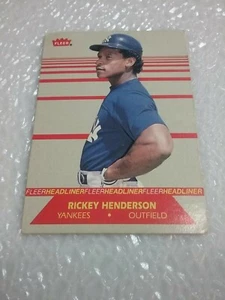 FLEER
FLEERHEADLINERFLEERHEADLINERFLEERHEADLINER
RICKEY HENDERSON
YANKEES • OUTFIELD